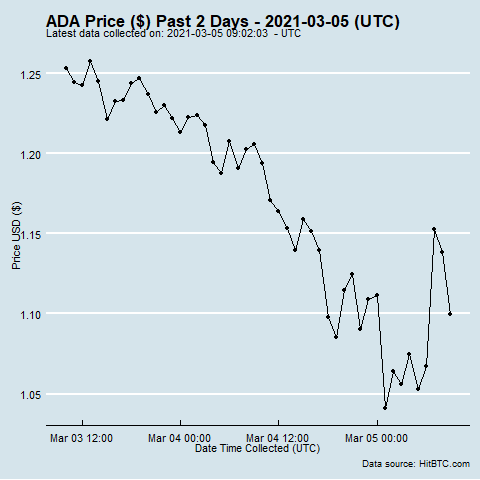 ADA Price ($) Past 2 Days - 2021-03-05 (UTC)
Latest data collected on: 2021-03-05 09:02:03  - UTC
1.25
1.20
1.15
1.10
1.05
Price USD ($)
Mar 03 12:00 Mar 04 00:00 Mar 04 12:00 Mar 05 00:00
Date Time Collected (UTC)
Data source: HitBTC.com